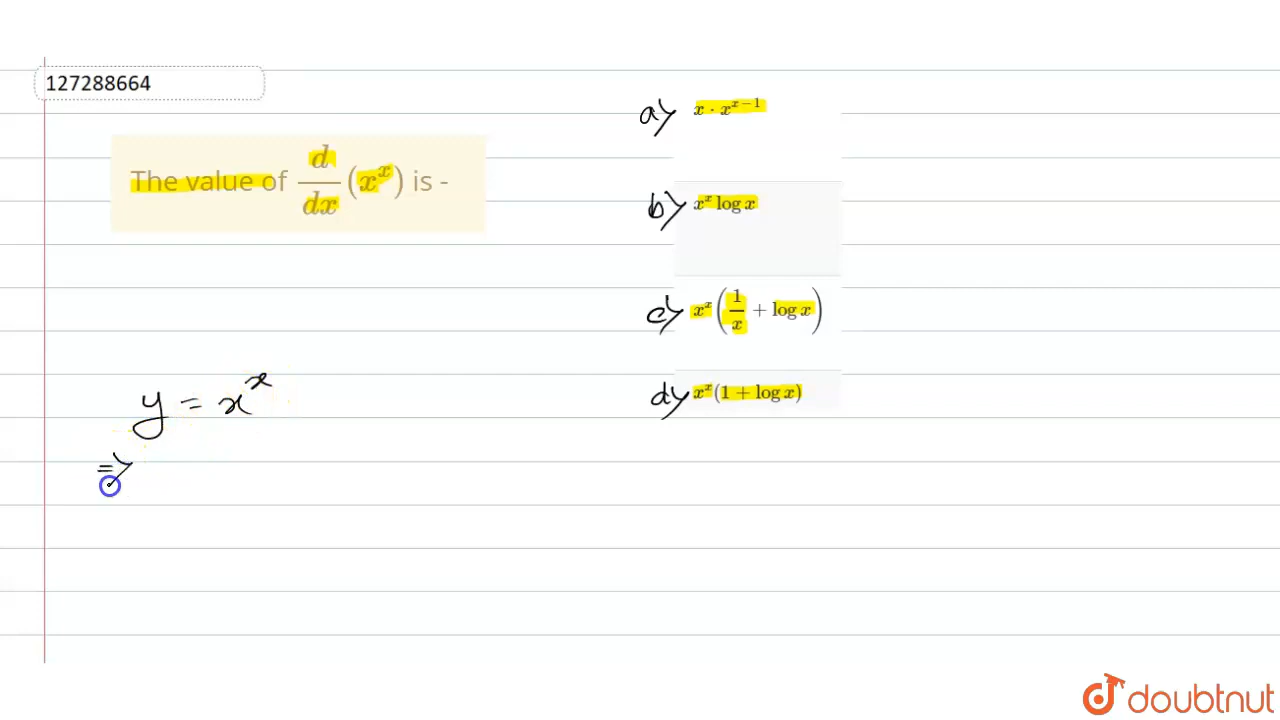 127288664
The value of d/dx (x^x) is -
a) x · x^{x−1}
b) x^x log x
c) x^x (1/x + log x)
d) x^x (1 + log x)
y = x^x
⇒
doubtnut